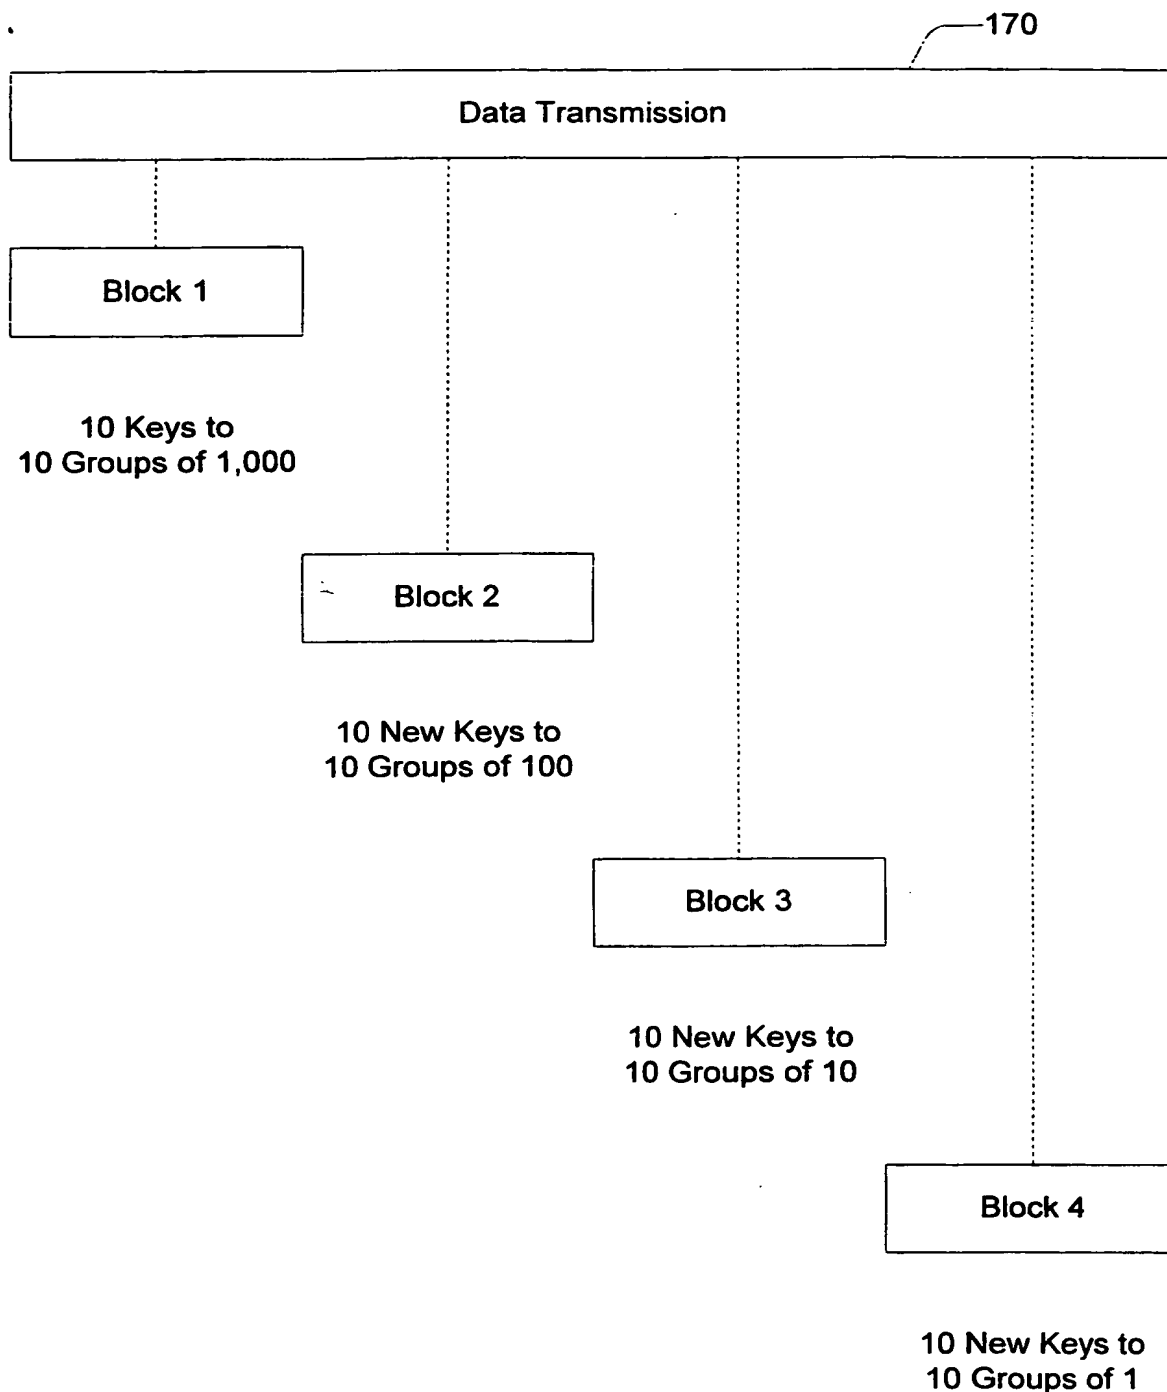 170
Data Transmission
Block 1
10 Keys to
10 Groups of 1,000
Block 2
10 New Keys to
10 Groups of 100
Block 3
10 New Keys to
10 Groups of 10
Block 4
10 New Keys to
10 Groups of 1